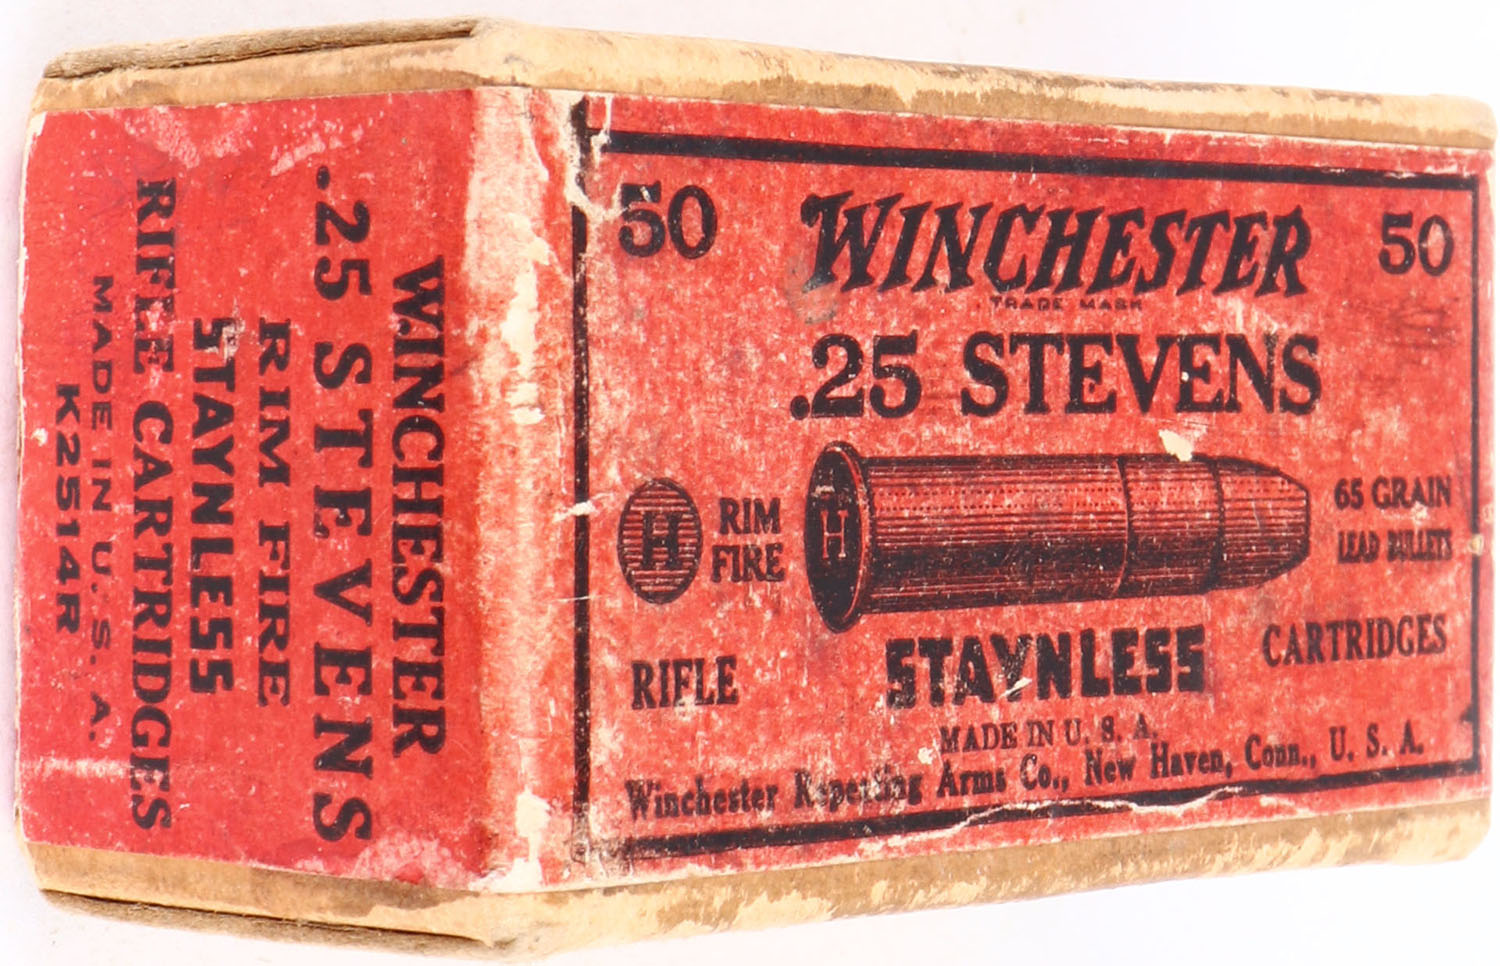 50 WINCHESTER 50
TRADE MARK
.25 STEVENS
H
RIM
FIRE
H
65 GRAIN
LEAD BULLETS
RIFLE STAYNLESS CARTRIDGES
MADE IN U. S. A.
Winchester Repeating Arms Co., New Haven, Conn., U. S. A.
WINCHESTER
.25 STEVENS
RIM FIRE
STAYNLESS
RIFLE CARTRIDGES
MADE IN U. S. A.
K2514R